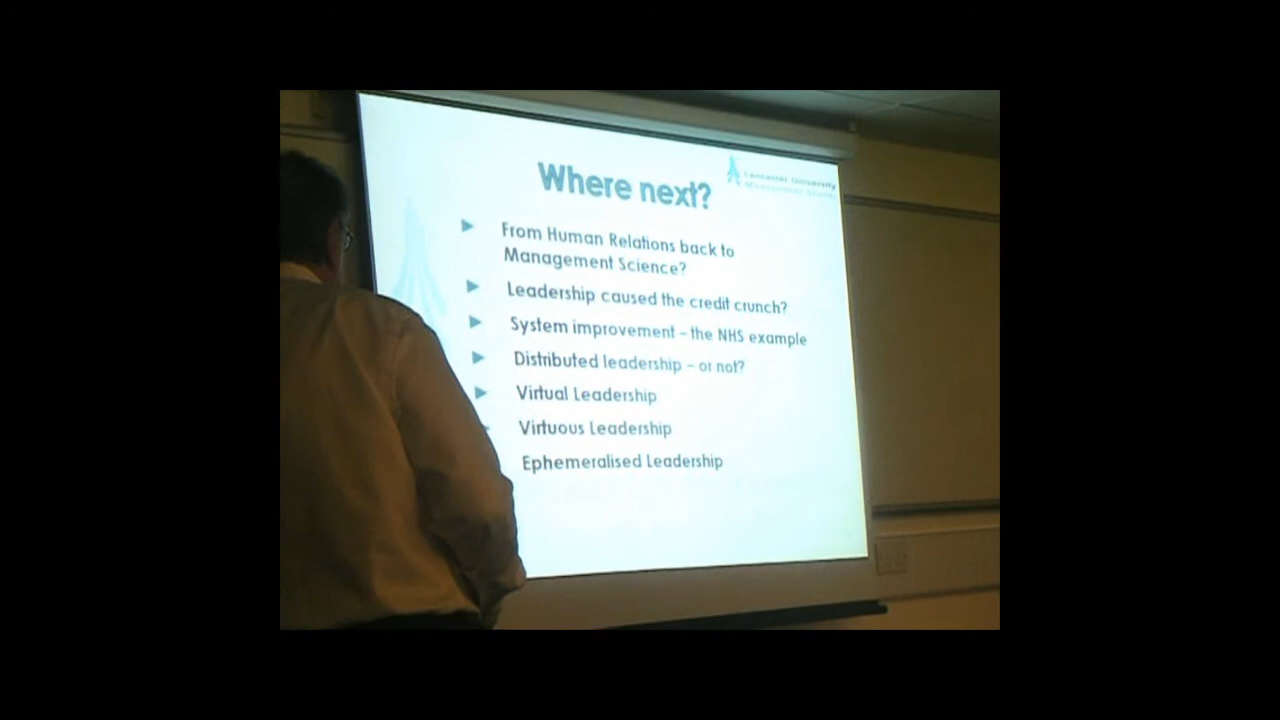 Where next?
Lancaster University
Management School
From Human Relations back to
Management Science?
Leadership caused the credit crunch?
System improvement – the NHS example
Distributed leadership – or not?
Virtual Leadership
Virtuous Leadership
Ephemeralised Leadership